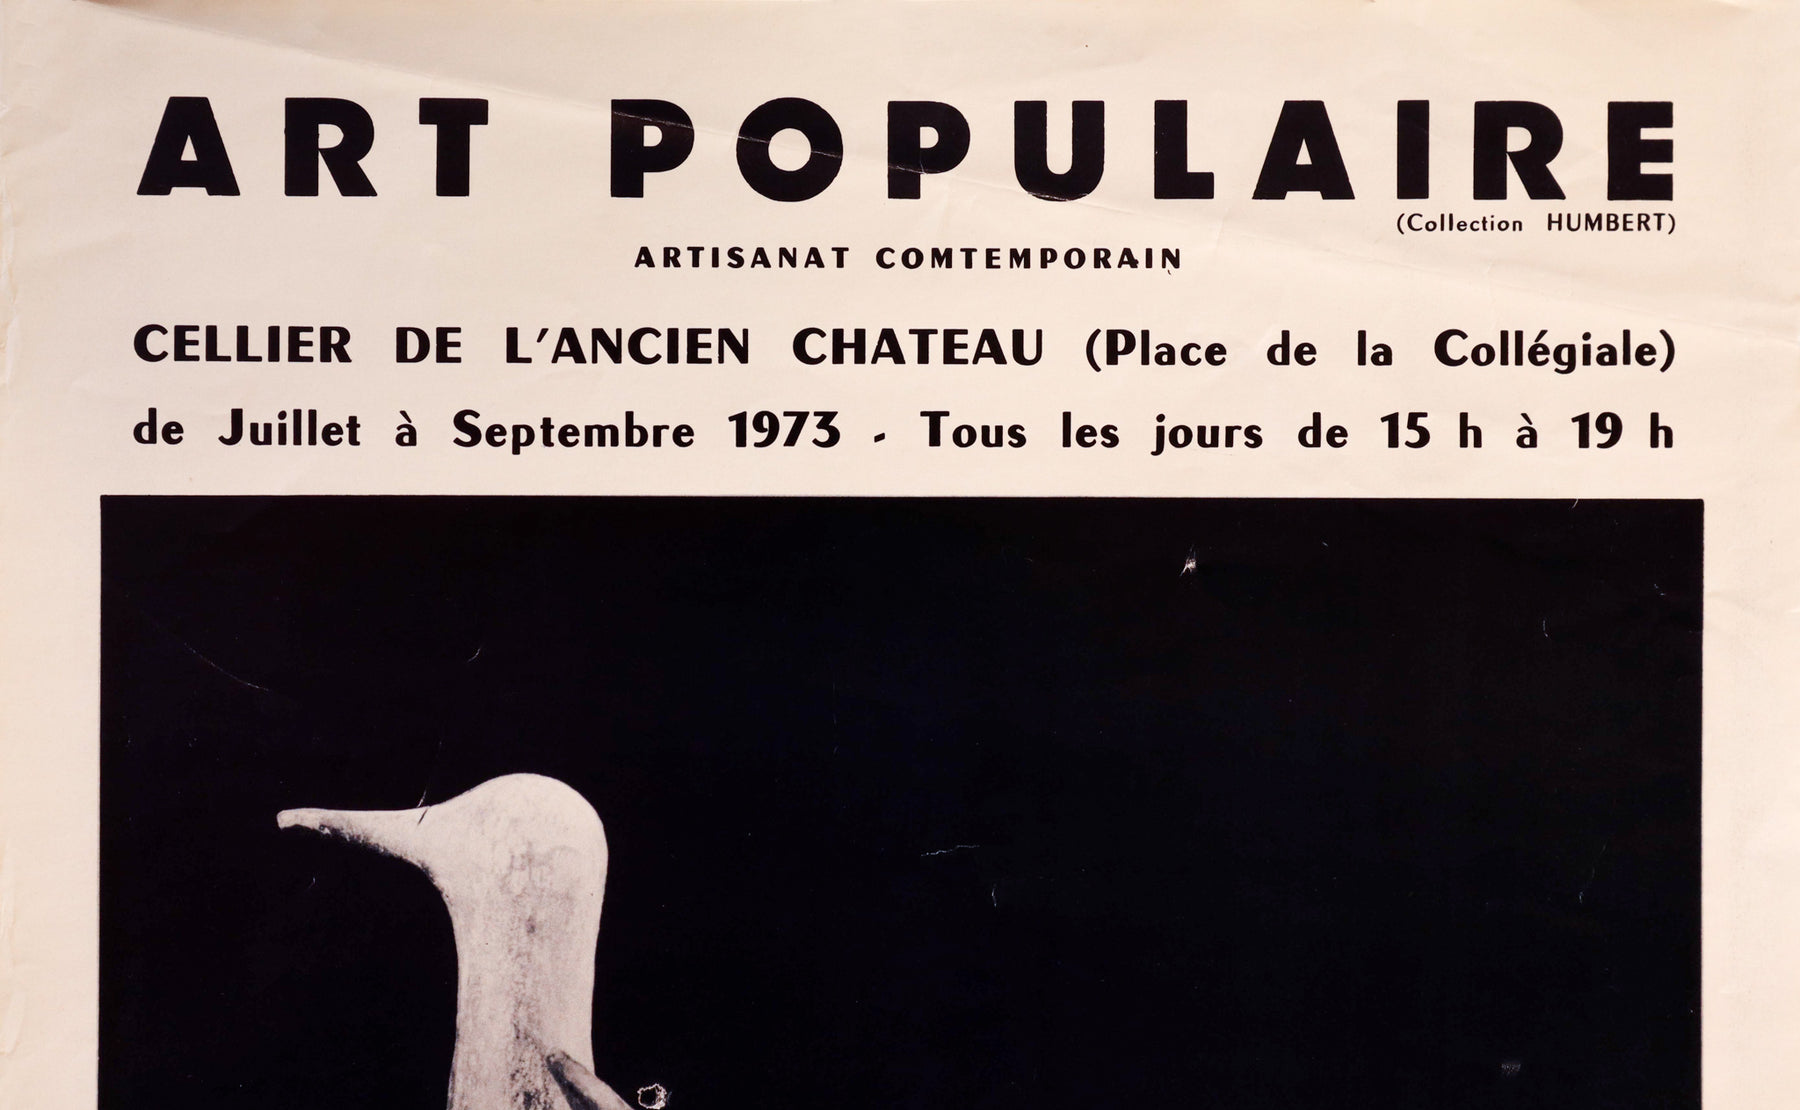 ART POPULAIRE
(Collection HUMBERT)
ARTISANAT COMTEMPORAIN
CELLIER DE L'ANCIEN CHATEAU (Place de la Collégiale)
de Juillet à Septembre 1973 - Tous les jours de 15 h à 19 h